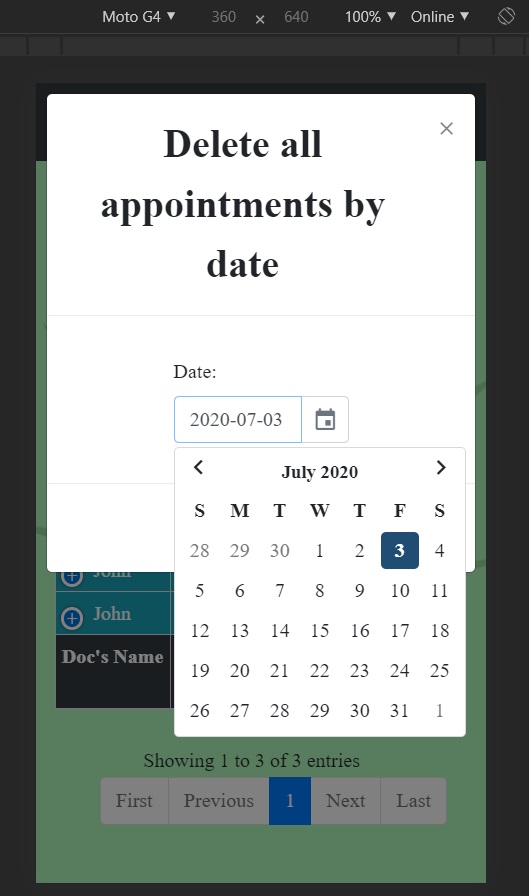 Moto G4 ▼ 360 × 640 100% ▼ Online ▼
Delete all
appointments by
date
×
Date:
2020-07-03
July 2020
S M T W T F S
28 29 30 1 2 3 4
5 6 7 8 9 10 11
12 13 14 15 16 17 18
19 20 21 22 23 24 25
26 27 28 29 30 31 1
John
John
Doc's Name
Showing 1 to 3 of 3 entries
First Previous 1 Next Last